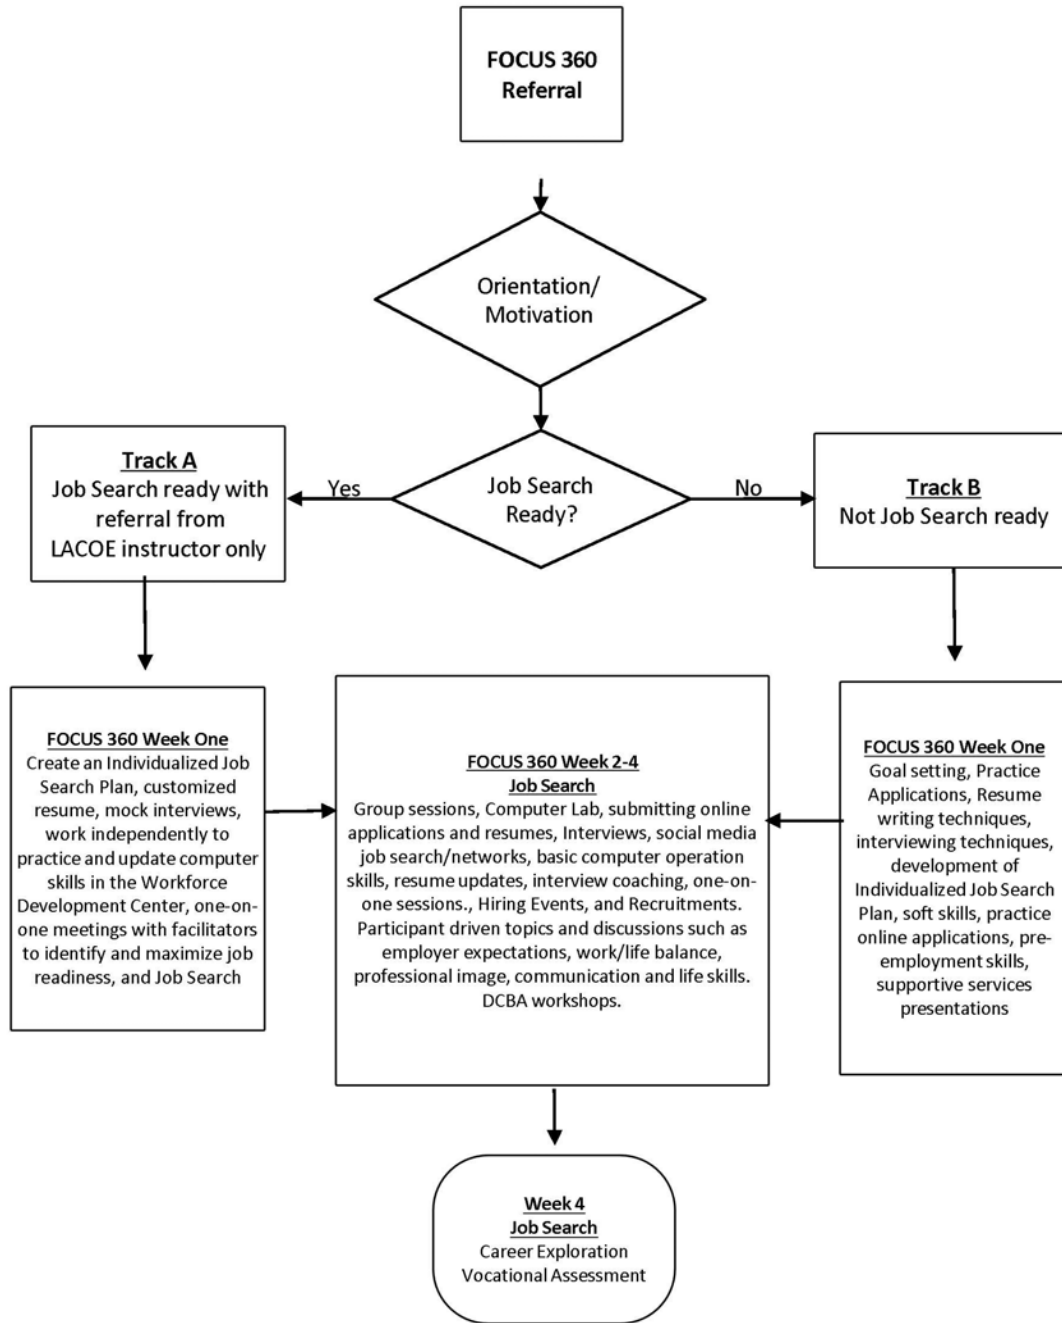 FOCUS 360
Referral
Orientation/
Motivation
Job Search
Ready?
Yes
No
Track A
Job Search ready with
referral from
LACOE instructor only
Track B
Not Job Search ready
FOCUS 360 Week One
Create an Individualized Job
Search Plan, customized
resume, mock interviews,
work independently to
practice and update computer
skills in the Workforce
Development Center, one-on-
one meetings with facilitators
to identify and maximize job
readiness, and Job Search
FOCUS 360 Week 2-4
Job Search
Group sessions, Computer Lab, submitting online
applications and resumes, Interviews, social media
job search/networks, basic computer operation
skills, resume updates, interview coaching, one-on-
one sessions., Hiring Events, and Recruitments.
Participant driven topics and discussions such as
employer expectations, work/life balance,
professional image, communication and life skills.
DCBA workshops.
FOCUS 360 Week One
Goal setting, Practice
Applications, Resume
writing techniques,
interviewing techniques,
development of
Individualized Job Search
Plan, soft skills, practice
online applications, pre-
employment skills,
supportive services
presentations
Week 4
Job Search
Career Exploration
Vocational Assessment